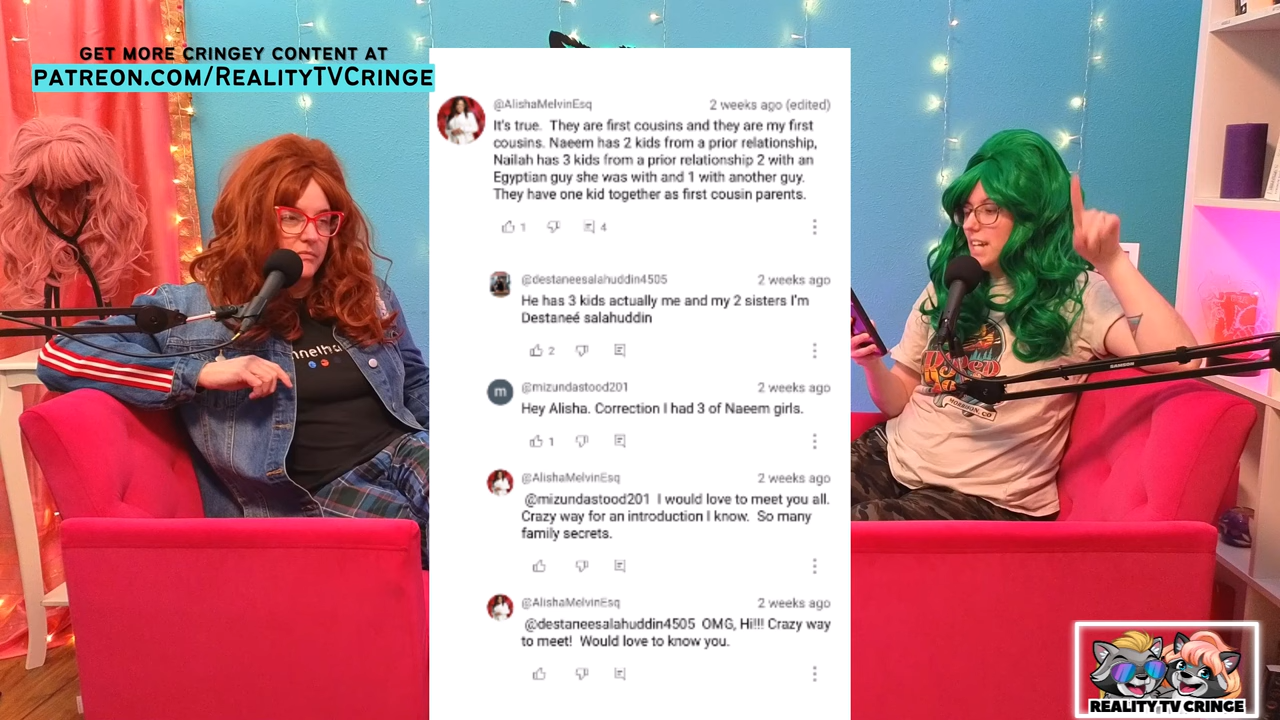 GET MORE CRINGEY CONTENT AT
PATREON.COM/REALITYTVCRINGE
@AlishaMelvinEsq 2 weeks ago (edited)
It's true. They are first cousins and they are my first
cousins. Naeem has 2 kids from a prior relationship,
Nailah has 3 kids from a prior relationship 2 with an
Egyptian guy she was with and 1 with another guy.
They have one kid together as first cousin parents.
1 4
@destaneesalahuddin4505 2 weeks ago
He has 3 kids actually me and my 2 sisters I'm
Destaneé salahuddin
2
m @mizundastood201 2 weeks ago
Hey Alisha. Correction I had 3 of Naeem girls.
1
@AlishaMelvinEsq 2 weeks ago
@mizundastood201 I would love to meet you all.
Crazy way for an introduction I know. So many
family secrets.
@AlishaMelvinEsq 2 weeks ago
@destaneesalahuddin4505 OMG, Hi!!! Crazy way
to meet! Would love to know you.
SAMSON
MORRISON, CO
REALITY TV CRINGE